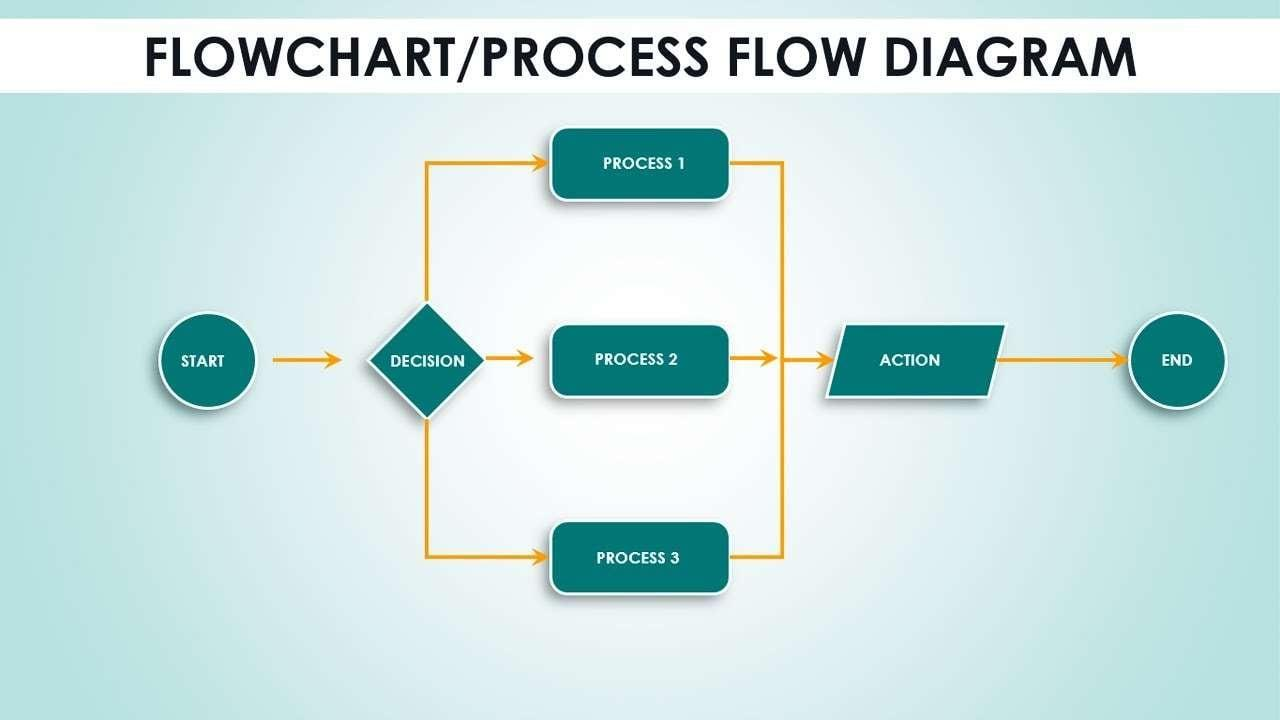 FLOWCHART/PROCESS FLOW DIAGRAM
START
DECISION
PROCESS 1
PROCESS 2
PROCESS 3
ACTION
END